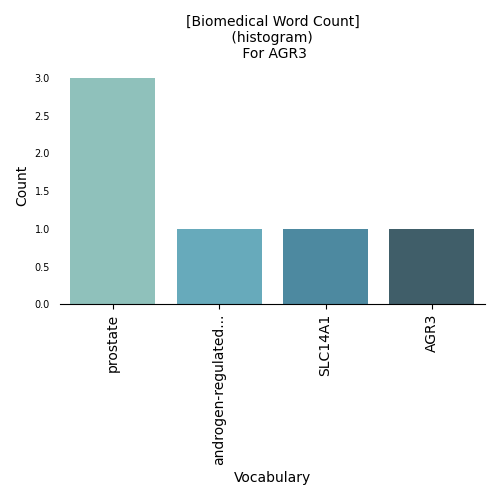 [Biomedical Word Count]
(histogram)
For AGR3
Count
3.0
2.5
2.0
1.5
1.0
0.5
0.0
prostate
androgen-regulated...
SLC14A1
AGR3
Vocabulary